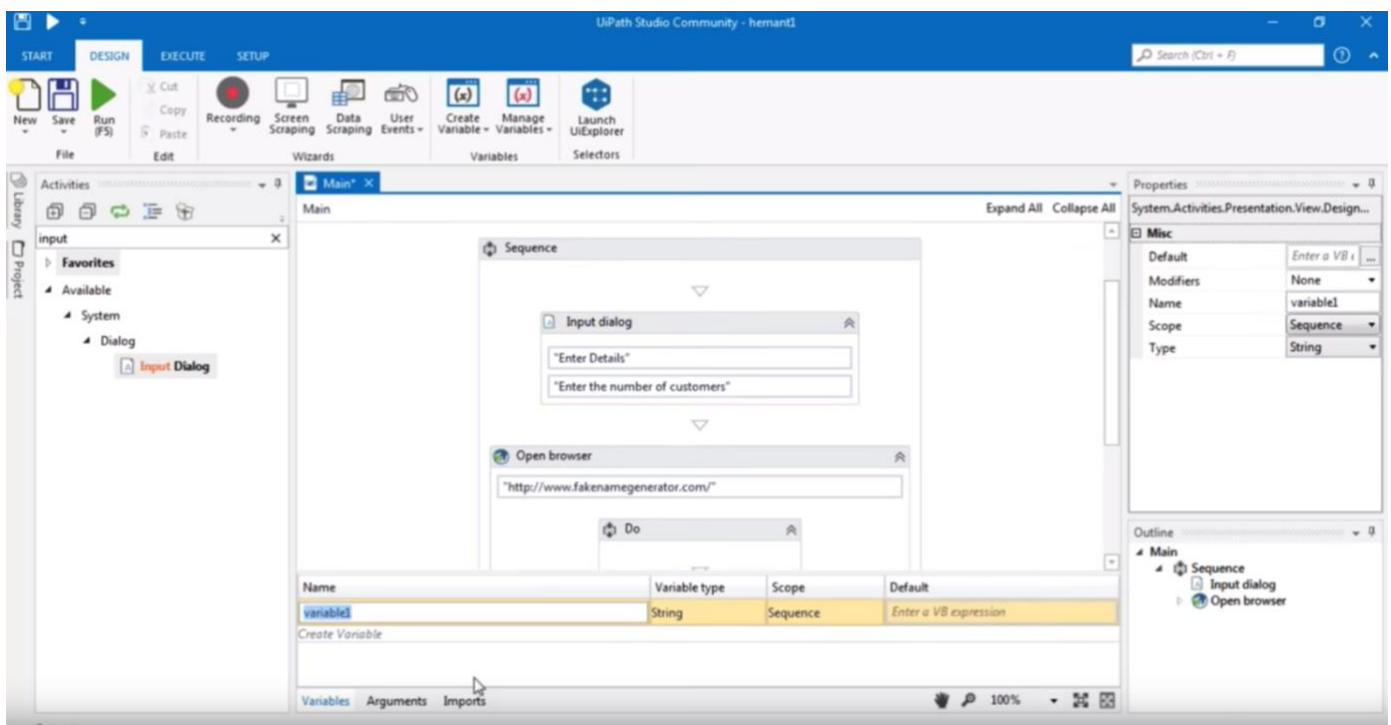 UiPath Studio Community - hemant1
START DESIGN EXECUTE SETUP
Search (Ctrl + F)
New
Save
Run
(F5)
File
Cut
Copy
Paste
Edit
Recording
Screen
Scraping
Data
Scraping
User
Events
Wizards
Create
Variable
Manage
Variables
Variables
Launch
UiExplorer
Selectors
Library
Project
Activities
input
Favorites
Available
System
Dialog
Input Dialog
Main*
Main
Expand All Collapse All
Sequence
Input dialog
"Enter Details"
"Enter the number of customers"
Open browser
"http://www.fakenamegenerator.com/"
Do
Name Variable type Scope Default
variable1 String Sequence Enter a VB expression
Create Variable
Variables Arguments Imports
100%
Properties
System.Activities.Presentation.View.Design...
Misc
Default Enter a VB ...
Modifiers None
Name variable1
Scope Sequence
Type String
Outline
Main
Sequence
Input dialog
Open browser